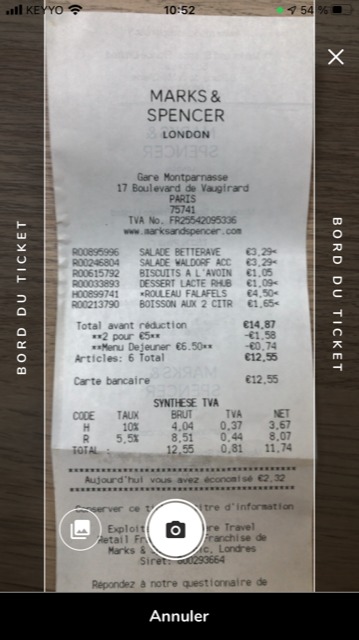 KEYYO 10:52 54 %
MARKS &
SPENCER
LONDON
Gare Montparnasse
17 Boulevard de Vaugirard
PARIS
75741
TVA No. FR25542095336
www.marksandspencer.com
R00895996 SALADE BETTERAVE €3,29<
R00246804 SALADE WALDORF ACC €3,29<
R00615792 BISCUITS A L'AVOIN €1,05
R00033893 DESSERT LACTE RHUB €1,09<
H00899741 *ROULEAU FALAFELS €4,50<
R00213790 BOISSON AUX 2 CITR €1,65<
Total avant réduction €14,87
**2 pour €5** -€1,58
**Menu Dejeuner €6.50** -€0,74
Articles: 6 Total €12,55
Carte bancaire €12,55
SYNTHESE TVA
CODE TAUX BRUT TVA NET
H 10% 4,04 0,37 3,67
R 5,5% 8,51 0,44 8,07
TOTAL : 12,55 0,81 11,74
Aujourd'hui vous avez économisé €2,32
Conserver ce titre d'information
Travel
Retail Franchise de
Marks & Londres
Siret:
Répondez à notre questionnaire de
BORD DU TICKET
BORD DU TICKET
Annuler